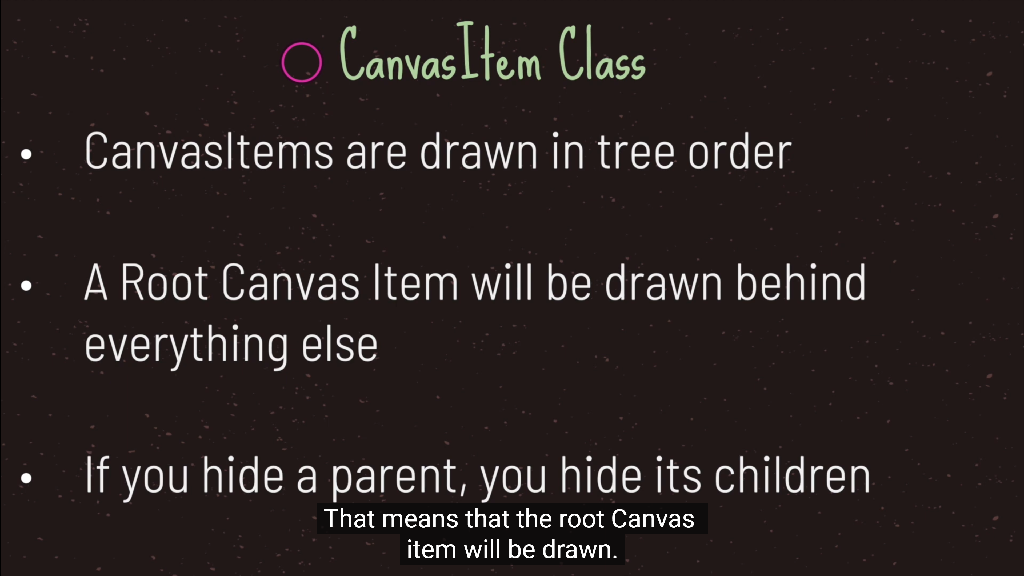 CanvasItem Class
• CanvasItems are drawn in tree order
• A Root Canvas Item will be drawn behind
everything else
• If you hide a parent, you hide its children
That means that the root Canvas
item will be drawn.